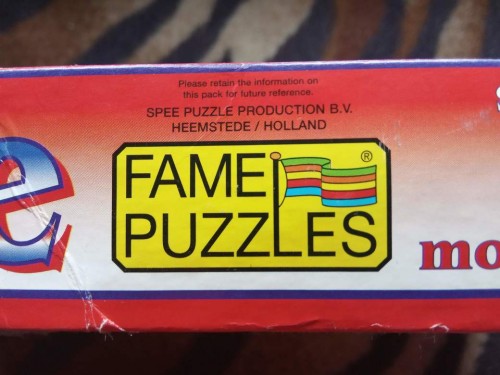 Please retain the information on
this pack for future reference.
SPEE PUZZLE PRODUCTION B.V.
HEEMSTEDE / HOLLAND
FAME ®
PUZZLES
e
mo